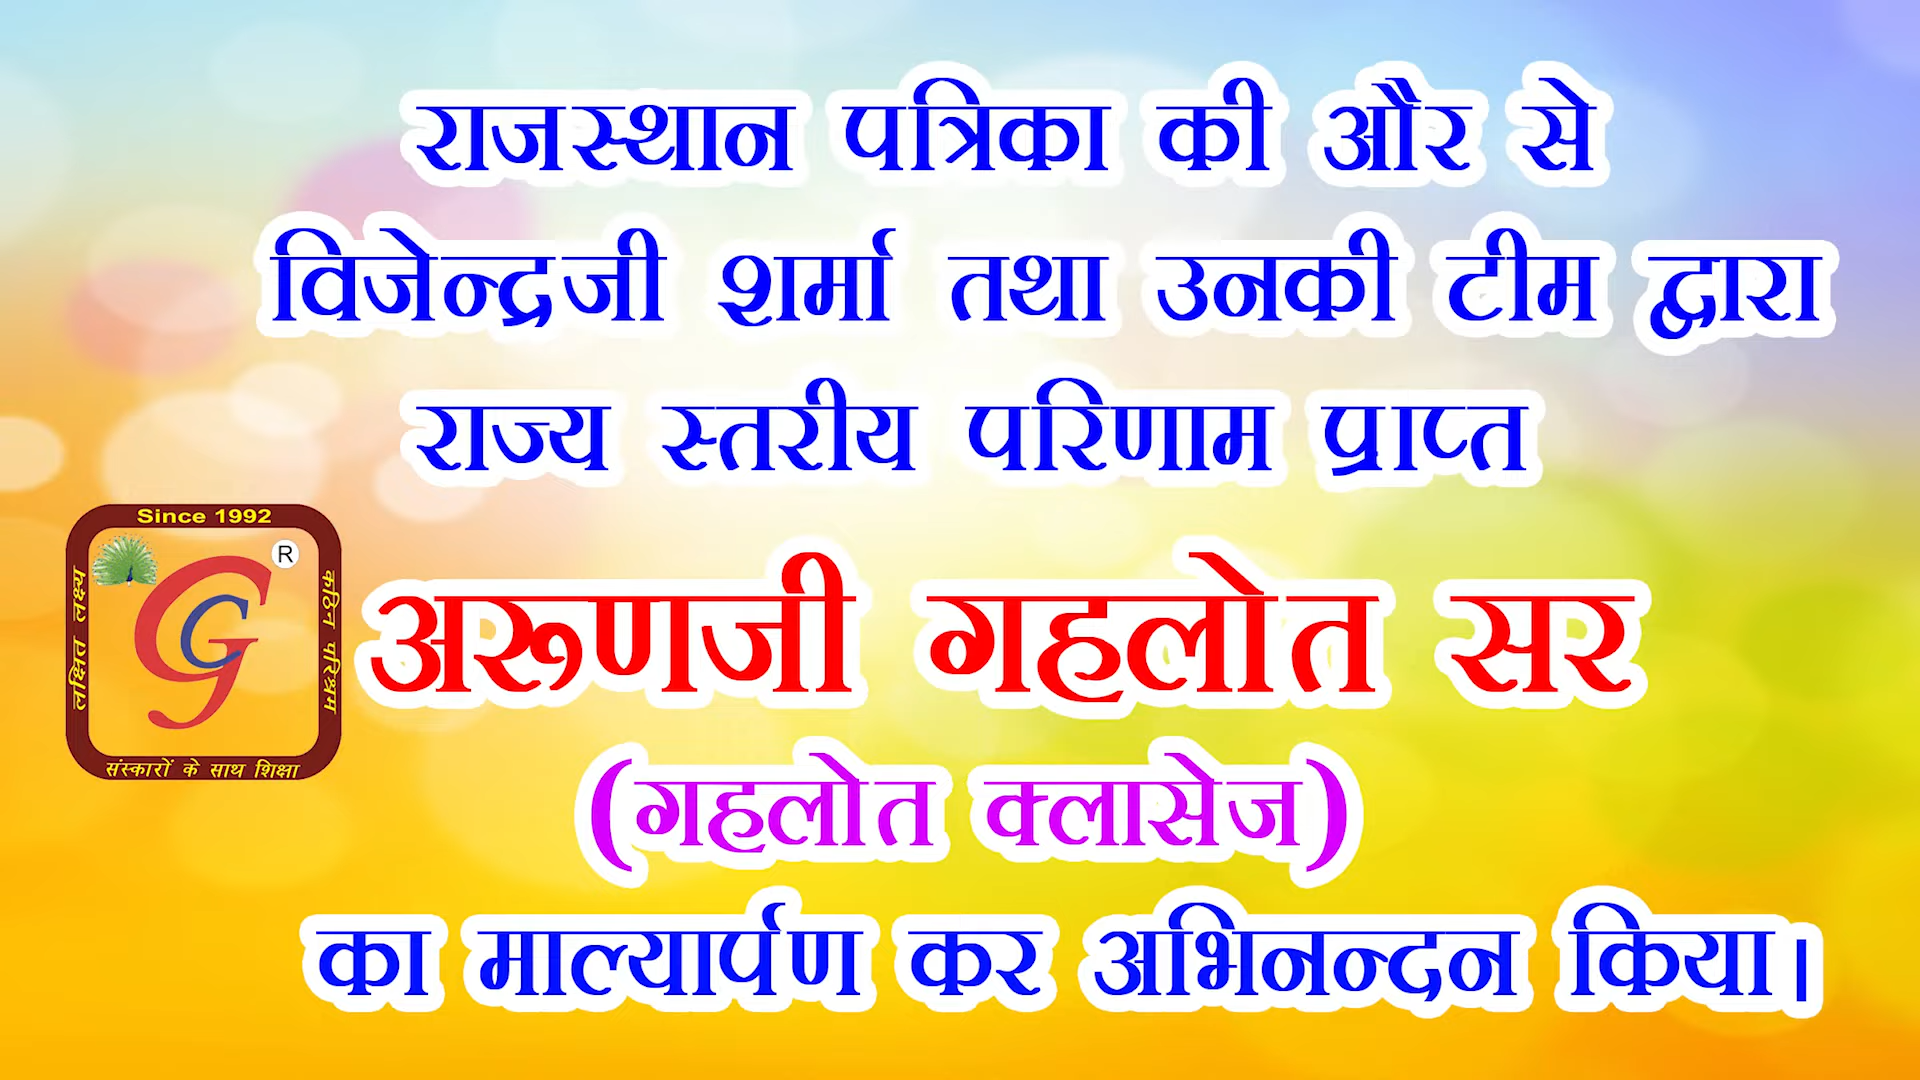 राजस्थान पत्रिका की और से
विजेन्द्रजी शर्मा तथा उनकी टीम द्वारा
राज्य स्तरीय परिणाम प्राप्त
Since 1992
R
GC
लक्षित लक्ष्य
कठिन परिश्रम
संस्कारों के साथ शिक्षा
अरूणजी गहलोत सर
(गहलोत क्लासेज)
का माल्यार्पण कर अभिनन्दन किया।